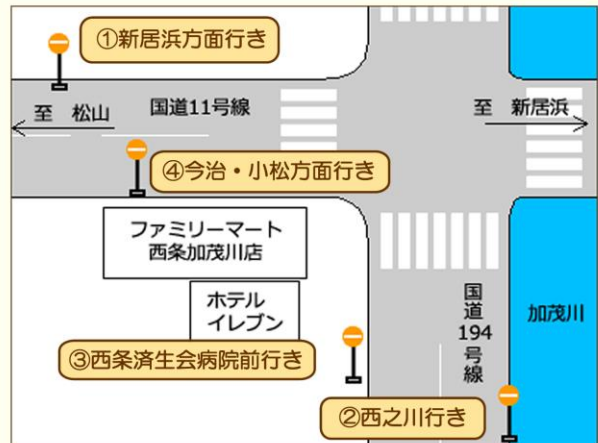 ①新居浜方面行き
至 松山
国道11号線
至 新居浜
④今治・小松方面行き
ファミリーマート
西条加茂川店
ホテル
イレブン
③西条済生会病院前行き
国道194号線
加茂川
②西之川行き